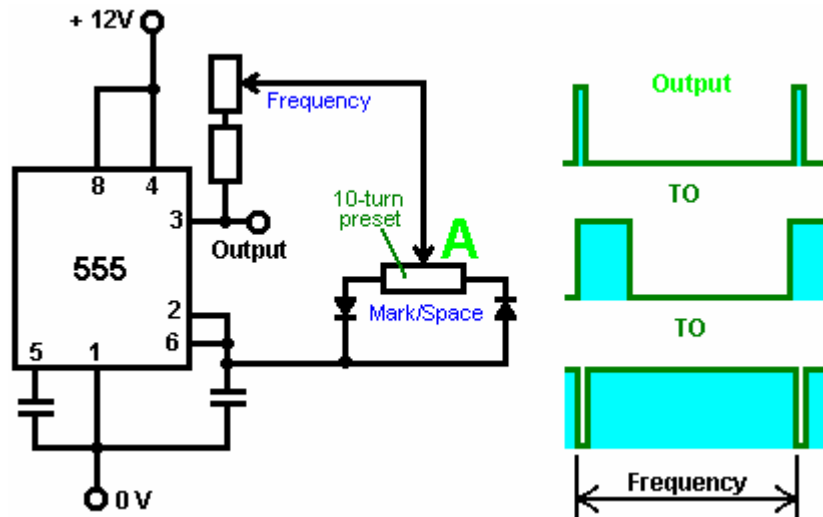 + 12V
Frequency
8
4
3
10-turn
preset
A
Output
555
2
6
Mark/Space
5
1
0 V
Output
TO
TO
Frequency